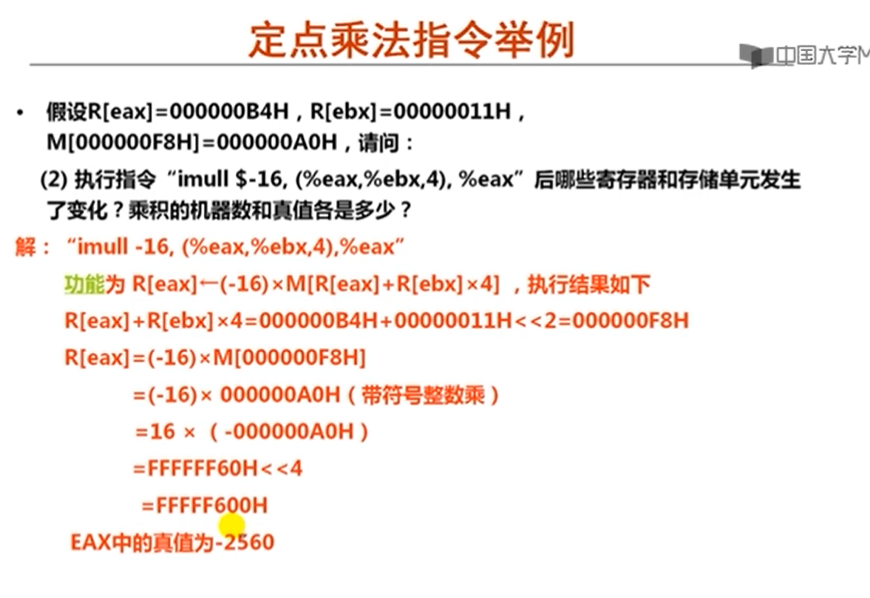 定点乘法指令举例
中国大学M
• 假设R[eax]=000000B4H，R[ebx]=00000011H，
M[000000F8H]=000000A0H，请问：
(2) 执行指令“imull $-16, (%eax,%ebx,4), %eax”后哪些寄存器和存储单元发生
了变化？乘积的机器数和真值各是多少？
解：“imull -16, (%eax,%ebx,4),%eax”
功能为 R[eax]←(-16)×M[R[eax]+R[ebx]×4] ，执行结果如下
R[eax]+R[ebx]×4=000000B4H+00000011H<<2=000000F8H
R[eax]=(-16)×M[000000F8H]
=(-16)× 000000A0H（带符号整数乘）
=16 ×（-000000A0H）
=FFFFFF60H<<4
=FFFFF600H
EAX中的真值为-2560